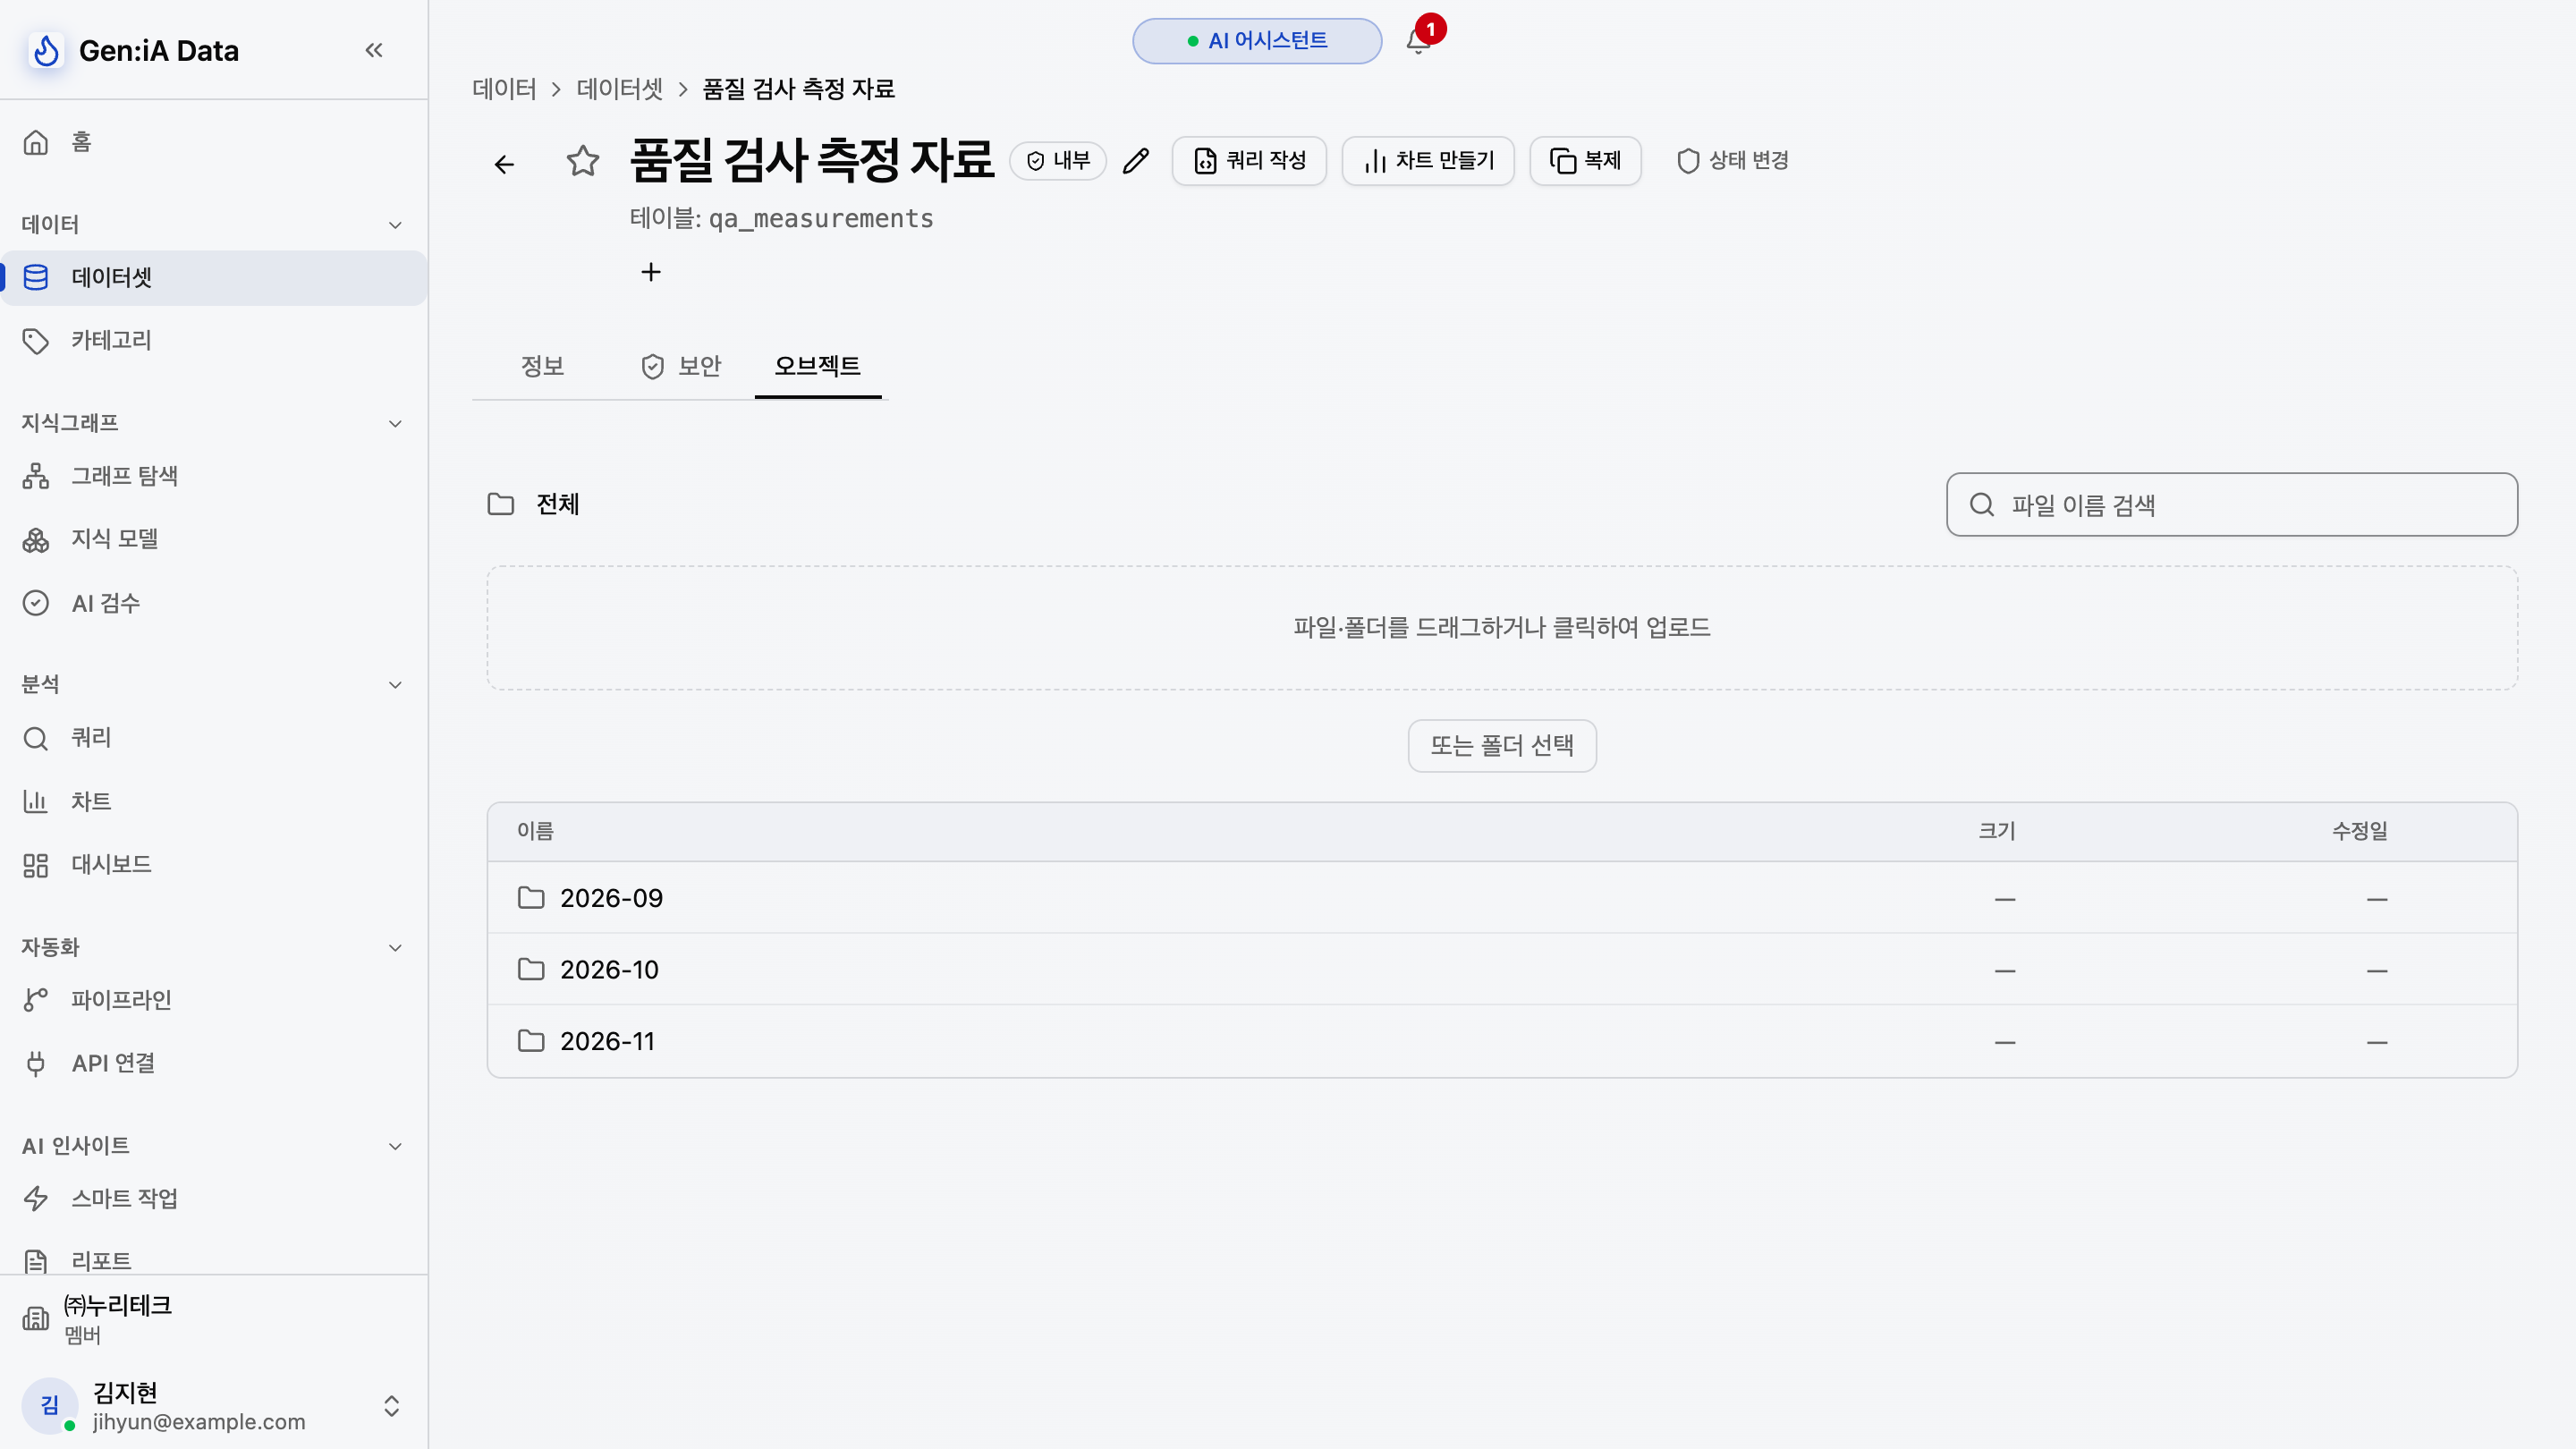 Gen:iA Data
홈
데이터
데이터셋
카테고리
지식그래프
그래프 탐색
지식 모델
AI 검수
분석
쿼리
차트
대시보드
자동화
파이프라인
API 연결
AI 인사이트
스마트 작업
리포트
㈜누리테크
멤버
김
김지현
jihyun@example.com
AI 어시스턴트
1
데이터 > 데이터셋 > 품질 검사 측정 자료
품질 검사 측정 자료 내부 쿼리 작성 차트 만들기 복제 상태 변경
테이블: qa_measurements
정보 보안 오브젝트
전체
파일 이름 검색
파일·폴더를 드래그하거나 클릭하여 업로드
또는 폴더 선택
이름 크기 수정일
2026-09 — —
2026-10 — —
2026-11 — —